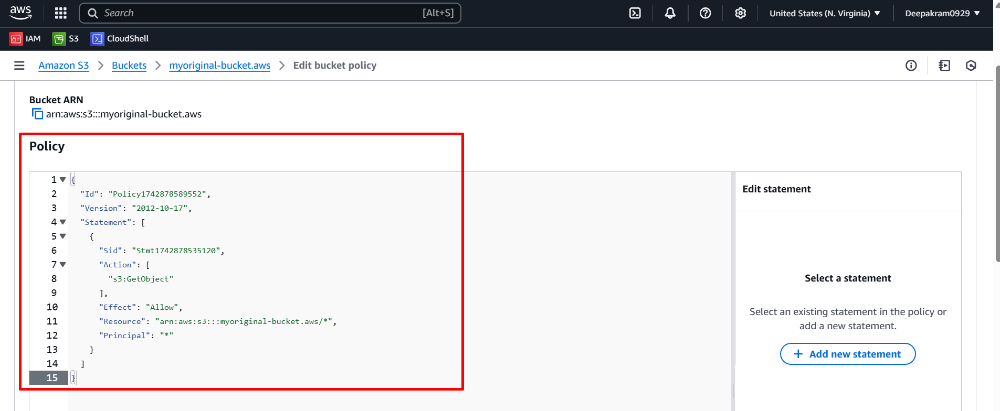 aws
Search [Alt+S]
United States (N. Virginia)
Deepakram0929
IAM S3 CloudShell
Amazon S3 > Buckets > myoriginal-bucket.aws > Edit bucket policy
Bucket ARN
arn:aws:s3:::myoriginal-bucket.aws
Policy
1 {
2 "Id": "Policy1742878589552",
3 "Version": "2012-10-17",
4 "Statement": [
5 {
6 "Sid": "Stmt1742878535120",
7 "Action": [
8 "s3:GetObject"
9 ],
10 "Effect": "Allow",
11 "Resource": "arn:aws:s3:::myoriginal-bucket.aws/*",
12 "Principal": "*"
13 }
14 ]
15 }
Edit statement
Select a statement
Select an existing statement in the policy or
add a new statement.
+ Add new statement